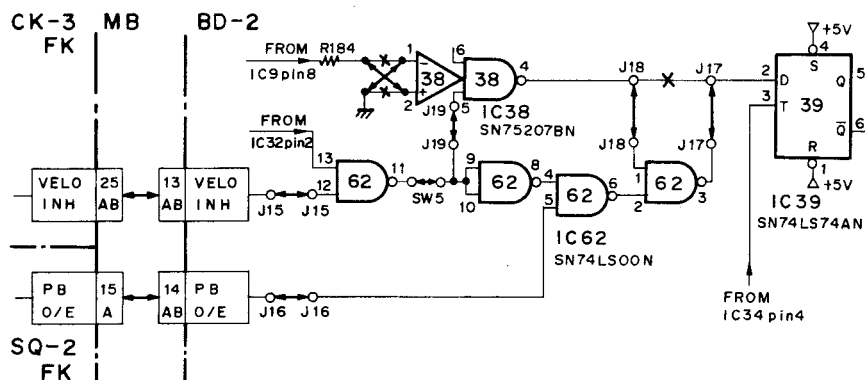 CK-3 MB BD-2
FK
FROM R184
IC9pin8
1
38
2
6
38
4
J19 5
J19
IC38
SN75207BN
J18 J17
J18 J17
+5V
4
S
2 D Q 5
39
3 T
Q 6
R
1
+5V
IC39
SN74LS74AN
FROM
IC32pin2
13
62 11
12
SW5
9
62 8
10
4
62 6
5
1
62
2 3
IC62
SN74LS00N
VELO 25 13 VELO
INH AB AB INH
J15 J15
PB 15 14 PB
O/E A AB O/E
J16 J16
FROM
IC34pin4
SQ-2
FK